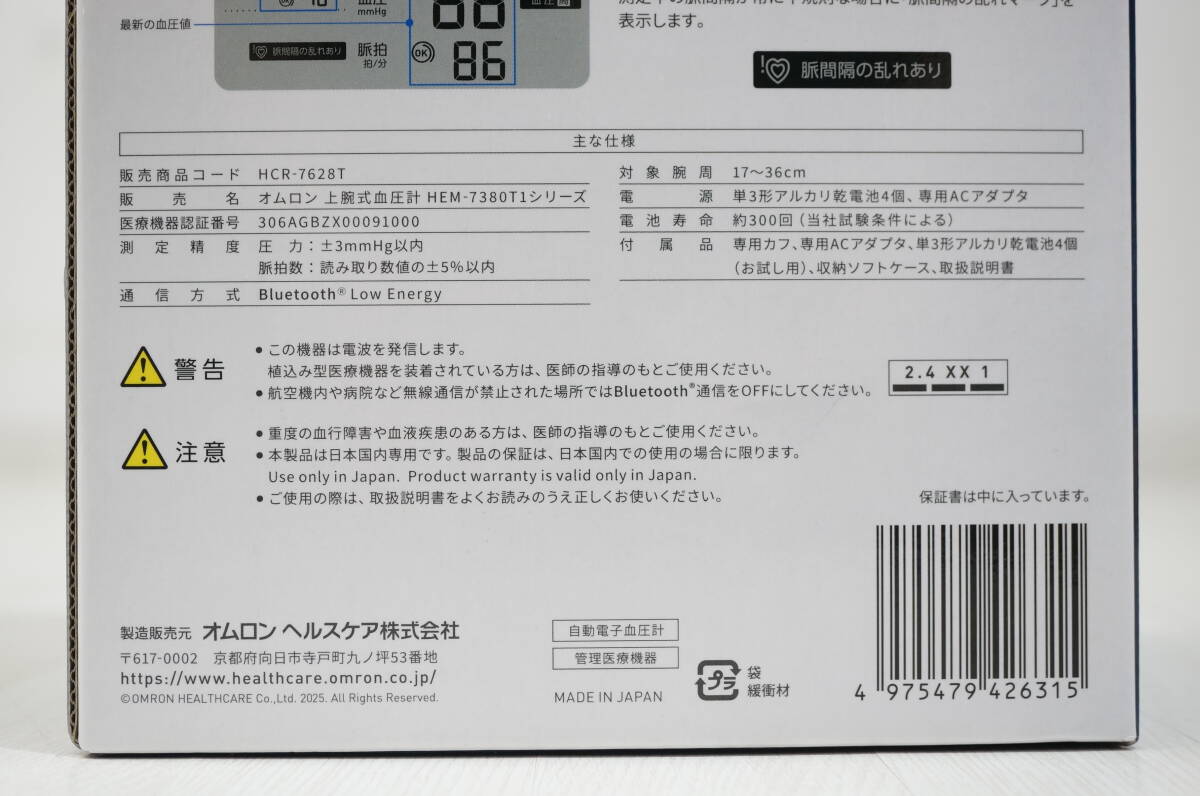 最新の血圧値
血圧
mmHg
88
脈間隔の乱れあり
脈拍
拍/分
OK
86
表示します。
脈間隔の乱れあり
主な仕様
販売商品コード HCR-7628T
販売名 オムロン 上腕式血圧計 HEM-7380T1シリーズ
医療機器認証番号 306AGBZX00091000
測定精度 圧力：±3mmHg以内
脈拍数：読み取り数値の±5%以内
通信方式 Bluetooth® Low Energy
対象腕周 17～36cm
電源 単3形アルカリ乾電池4個、専用ACアダプタ
電池寿命 約300回（当社試験条件による）
付属品 専用カフ、専用ACアダプタ、単3形アルカリ乾電池4個
（お試し用）、収納ソフトケース、取扱説明書
警告
●この機器は電波を発信します。
植込み型医療機器を装着されている方は、医師の指導のもとご使用ください。
●航空機内や病院など無線通信が禁止された場所ではBluetooth®通信をOFFにしてください。
2.4 XX 1
注意
●重度の血行障害や血液疾患のある方は、医師の指導のもとご使用ください。
●本製品は日本国内専用です。製品の保証は、日本国内での使用の場合に限ります。
Use only in Japan. Product warranty is valid only in Japan.
●ご使用の際は、取扱説明書をよくお読みのうえ正しくお使いください。
保証書は中に入っています。
製造販売元 オムロン ヘルスケア株式会社
〒617-0002 京都府向日市寺戸町九ノ坪53番地
https://www.healthcare.omron.co.jp/
©OMRON HEALTHCARE Co.,Ltd. 2025. All Rights Reserved.
自動電子血圧計
管理医療機器
MADE IN JAPAN
プラ
袋
緩衝材
4 975479 426315